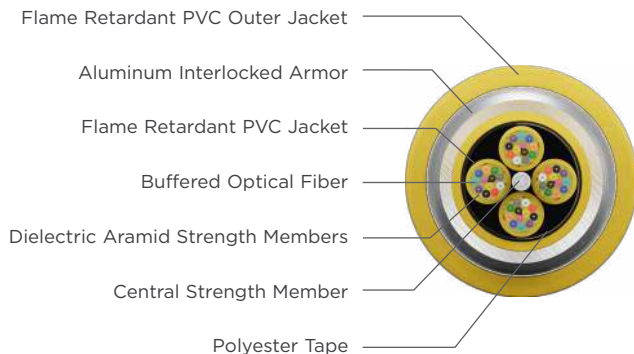 Flame Retardant PVC Outer Jacket
Aluminum Interlocked Armor
Flame Retardant PVC Jacket
Buffered Optical Fiber
Dielectric Aramid Strength Members
Central Strength Member
Polyester Tape